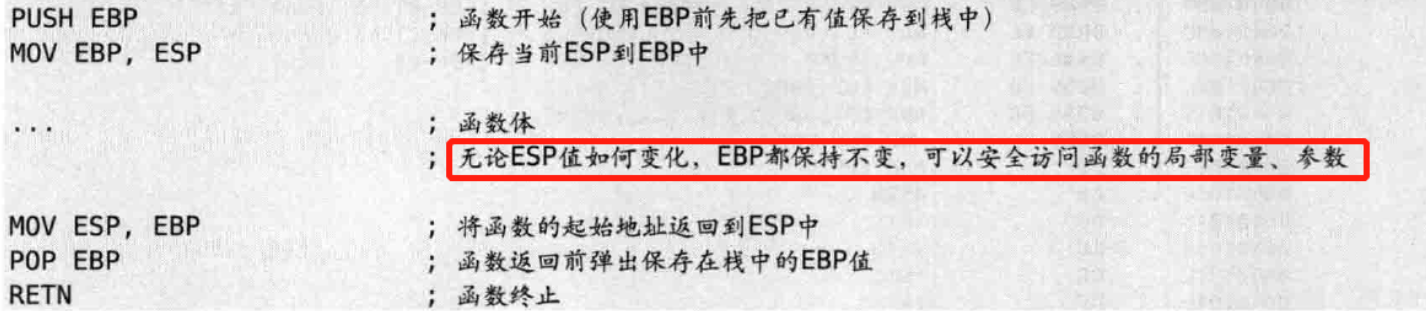 PUSH EBP ; 函数开始（使用EBP前先把已有值保存到栈中）
MOV EBP, ESP ; 保存当前ESP到EBP中
... ; 函数体
; 无论ESP值如何变化，EBP都保持不变，可以安全访问函数的局部变量、参数
MOV ESP, EBP ; 将函数的起始地址返回到ESP中
POP EBP ; 函数返回前弹出保存在栈中的EBP值
RETN ; 函数终止